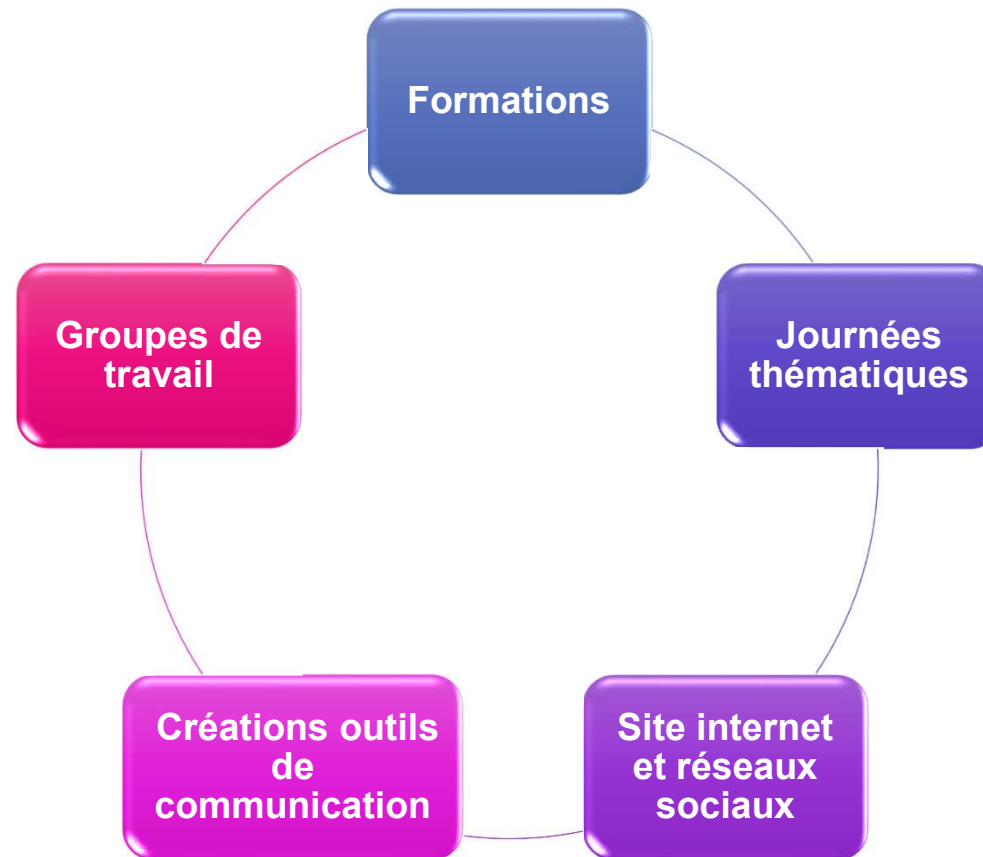 Formations
Journées
thématiques
Site internet
et réseaux
sociaux
Créations outils
de
communication
Groupes de
travail